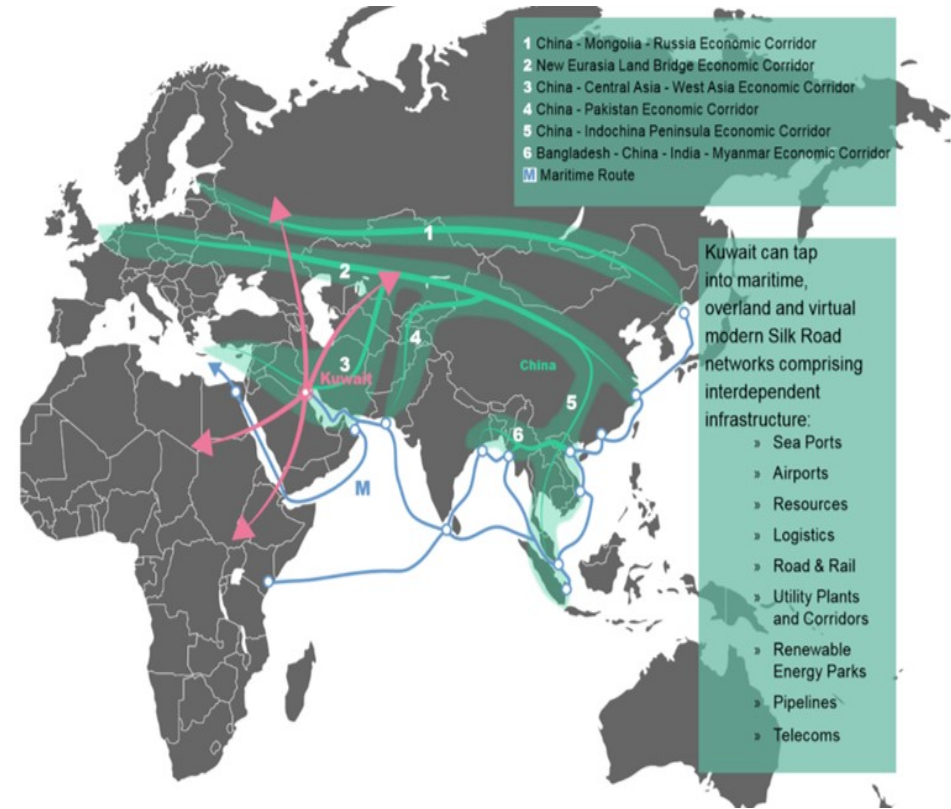 1 China - Mongolia - Russia Economic Corridor
2 New Eurasia Land Bridge Economic Corridor
3 China - Central Asia - West Asia Economic Corridor
4 China - Pakistan Economic Corridor
5 China - Indochina Peninsula Economic Corridor
6 Bangladesh - China - India - Myanmar Economic Corridor
M Maritime Route
1
2
3
4
Kuwait
China
5
6
M
Kuwait can tap
into maritime,
overland and virtual
modern Silk Road
networks comprising
interdependent
infrastructure:
» Sea Ports
» Airports
» Resources
» Logistics
» Road & Rail
» Utility Plants
and Corridors
» Renewable
Energy Parks
» Pipelines
» Telecoms